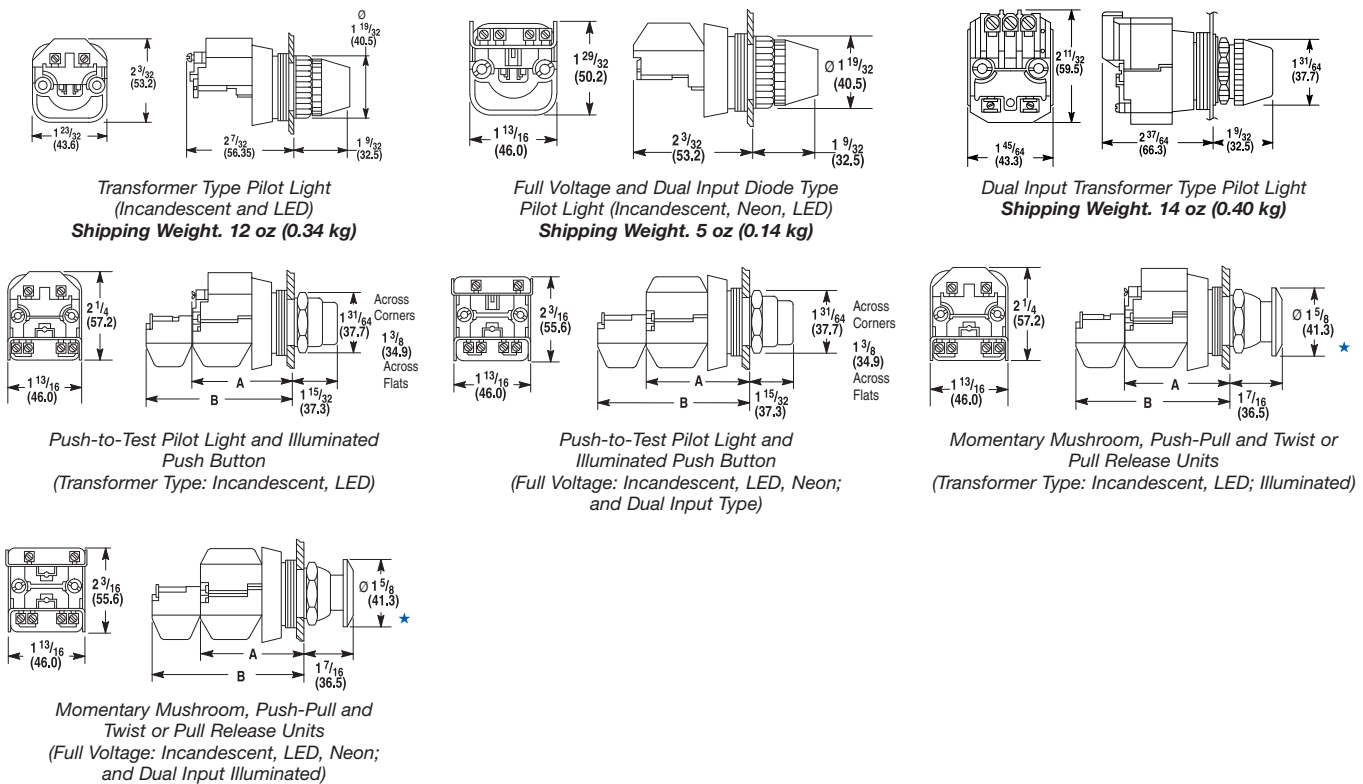 Ø
1 19/32
(40.5)
2 3/32
(53.2)
1 23/32
(43.6)
2 7/32
(56.35)
1 9/32
(32.5)
Transformer Type Pilot Light
(Incandescent and LED)
Shipping Weight. 12 oz (0.34 kg)
1 29/32
(50.2)
Ø 1 19/32
(40.5)
1 13/16
(46.0)
2 3/32
(53.2)
1 9/32
(32.5)
Full Voltage and Dual Input Diode Type
Pilot Light (Incandescent, Neon, LED)
Shipping Weight. 5 oz (0.14 kg)
2 11/32
(59.5)
1 31/64
(37.7)
1 45/64
(43.3)
2 37/64
(66.3)
1 9/32
(32.5)
Dual Input Transformer Type Pilot Light
Shipping Weight. 14 oz (0.40 kg)
2 1/4
(57.2)
1 31/64
(37.7)
Across
Corners
1 3/8
(34.9)
Across
Flats
1 13/16
(46.0)
A
B
1 15/32
(37.3)
Push-to-Test Pilot Light and Illuminated
Push Button
(Transformer Type: Incandescent, LED)
2 3/16
(55.6)
1 31/64
(37.7)
Across
Corners
1 3/8
(34.9)
Across
Flats
1 13/16
(46.0)
A
B
1 15/32
(37.3)
Push-to-Test Pilot Light and
Illuminated Push Button
(Full Voltage: Incandescent, LED, Neon;
and Dual Input Type)
2 1/4
(57.2)
Ø 1 5/8
(41.3)
★
1 13/16
(46.0)
A
B
1 7/16
(36.5)
Momentary Mushroom, Push-Pull and Twist or
Pull Release Units
(Transformer Type: Incandescent, LED; Illuminated)
2 3/16
(55.6)
Ø 1 5/8
(41.3)
★
1 13/16
(46.0)
A
B
1 7/16
(36.5)
Momentary Mushroom, Push-Pull and
Twist or Pull Release Units
(Full Voltage: Incandescent, LED, Neon;
and Dual Input Illuminated)